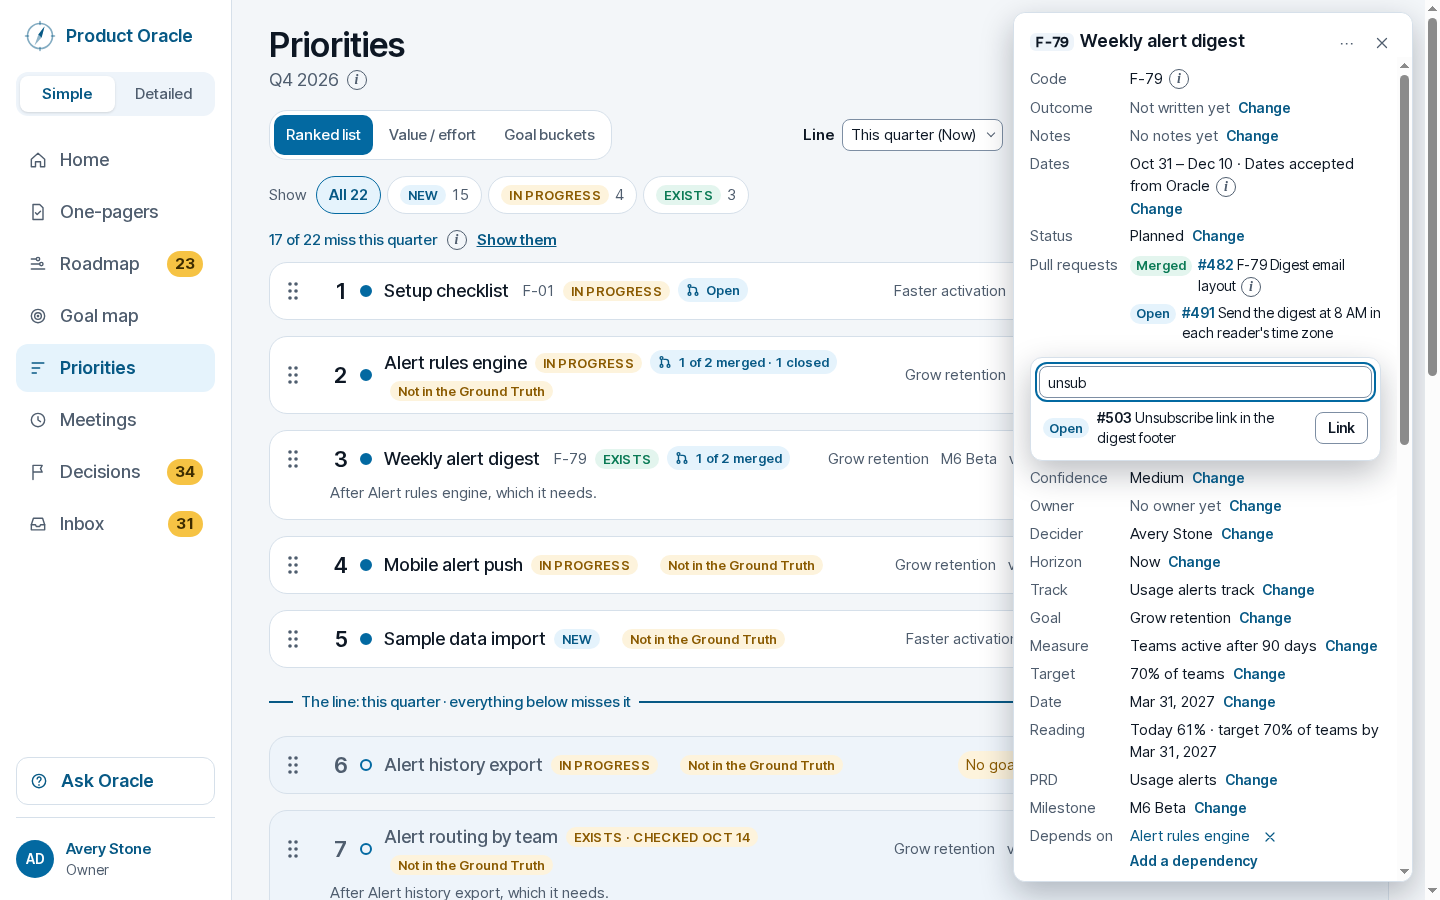 Product Oracle
Simple Detailed
Home
One-pagers
Roadmap 23
Goal map
Priorities
Meetings
Decisions 34
Inbox 31
Ask Oracle
AD Avery Stone
Owner
Priorities
Q4 2026 i
Ranked list Value / effort Goal buckets
Line This quarter (Now)
Show All 22 NEW 15 IN PROGRESS 4 EXISTS 3
17 of 22 miss this quarter i Show them
1 Setup checklist F-01 IN PROGRESS Open Faster activation
2 Alert rules engine IN PROGRESS 1 of 2 merged · 1 closed Grow retention
Not in the Ground Truth
3 Weekly alert digest F-79 EXISTS 1 of 2 merged Grow retention M6 Beta
After Alert rules engine, which it needs.
4 Mobile alert push IN PROGRESS Not in the Ground Truth Grow retention
5 Sample data import NEW Not in the Ground Truth Faster activation
The line: this quarter · everything below misses it
6 Alert history export IN PROGRESS Not in the Ground Truth No goa
7 Alert routing by team EXISTS · CHECKED OCT 14 Grow retention
Not in the Ground Truth
After Alert history export, which it needs.
F-79 Weekly alert digest ...
Code F-79 i
Outcome Not written yet Change
Notes No notes yet Change
Dates Oct 31 – Dec 10 · Dates accepted
from Oracle i
Change
Status Planned Change
Pull requests Merged #482 F-79 Digest email
layout i
Open #491 Send the digest at 8 AM in
each reader's time zone
unsub
Open #503 Unsubscribe link in the
digest footer
Link
Confidence Medium Change
Owner No owner yet Change
Decider Avery Stone Change
Horizon Now Change
Track Usage alerts track Change
Goal Grow retention Change
Measure Teams active after 90 days Change
Target 70% of teams Change
Date Mar 31, 2027 Change
Reading Today 61% · target 70% of teams by
Mar 31, 2027
PRD Usage alerts Change
Milestone M6 Beta Change
Depends on Alert rules engine
Add a dependency